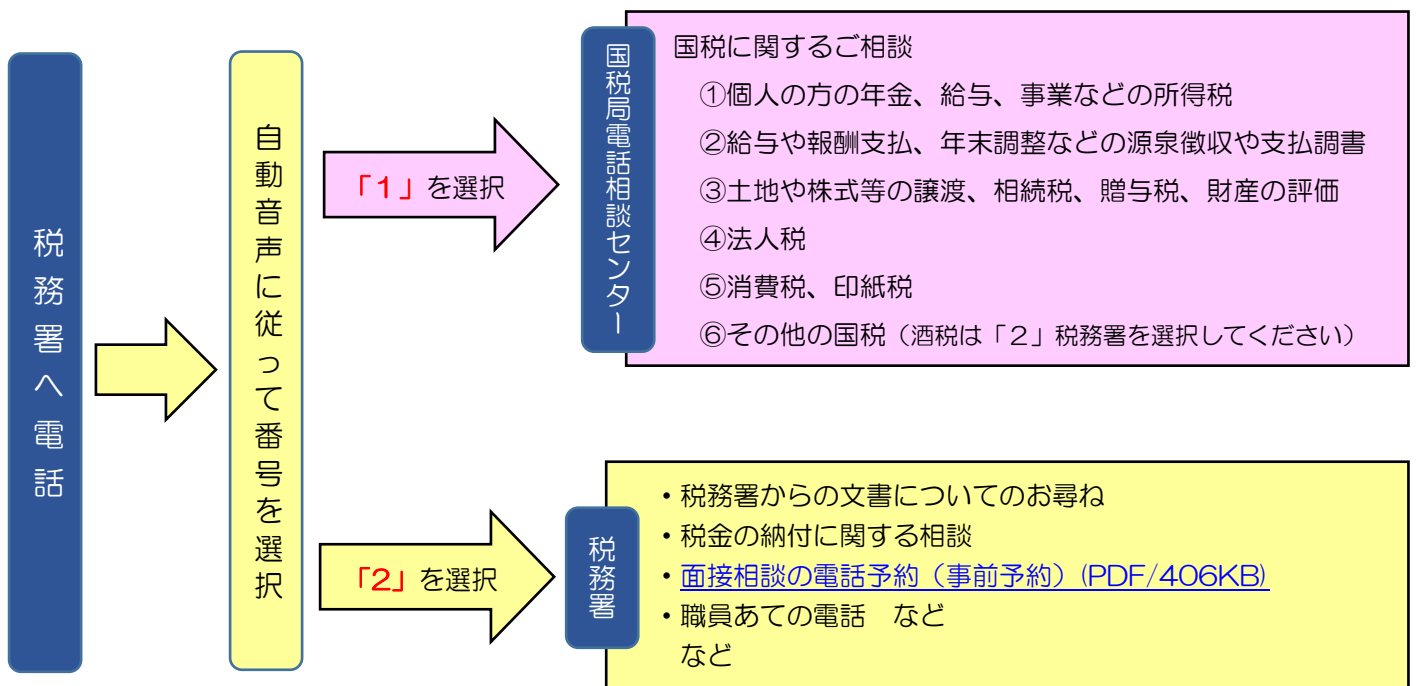 税務署へ電話
自動音声に従って番号を選択
「1」を選択
国税局電話相談センター
国税に関するご相談
①個人の方の年金、給与、事業などの所得税
②給与や報酬支払、年末調整などの源泉徴収や支払調書
③土地や株式等の譲渡、相続税、贈与税、財産の評価
④法人税
⑤消費税、印紙税
⑥その他の国税（酒税は「2」税務署を選択してください）
「2」を選択
税務署
・税務署からの文書についてのお尋ね
・税金の納付に関する相談
・面接相談の電話予約（事前予約）(PDF/406KB)
・職員あての電話　など
など